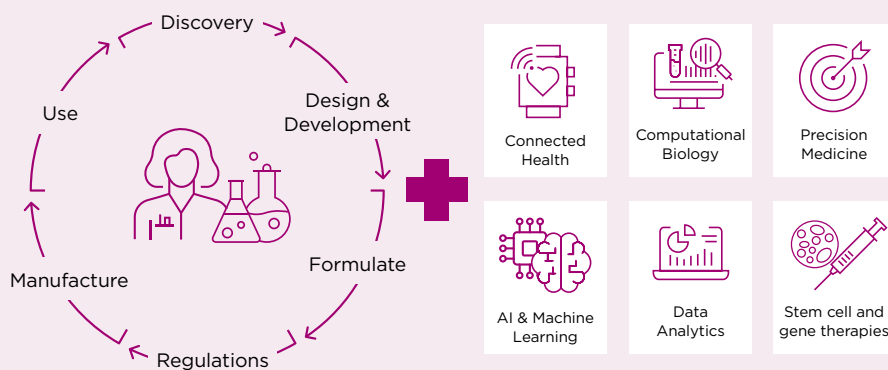 Discovery
Design &
Development
Formulate
Regulations
Manufacture
Use
Connected
Health
Computational
Biology
Precision
Medicine
AI & Machine
Learning
Data
Analytics
Stem cell and
gene therapies